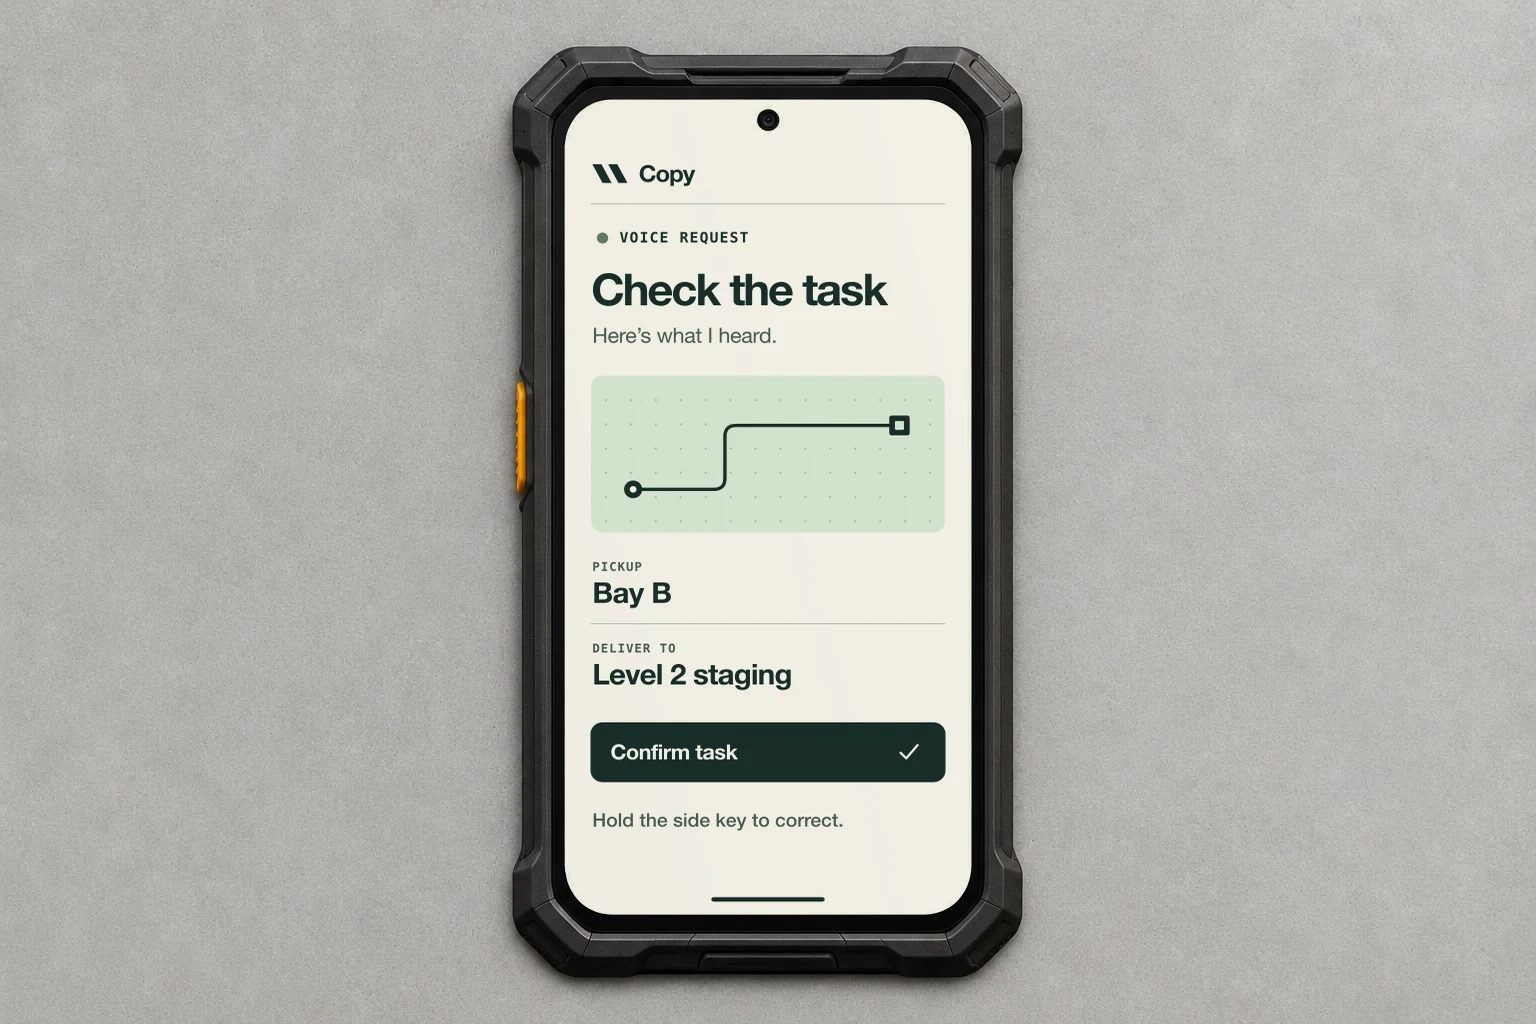 Copy
VOICE REQUEST
Check the task
Here’s what I heard.
PICKUP
Bay B
DELIVER TO
Level 2 staging
Confirm task
Hold the side key to correct.